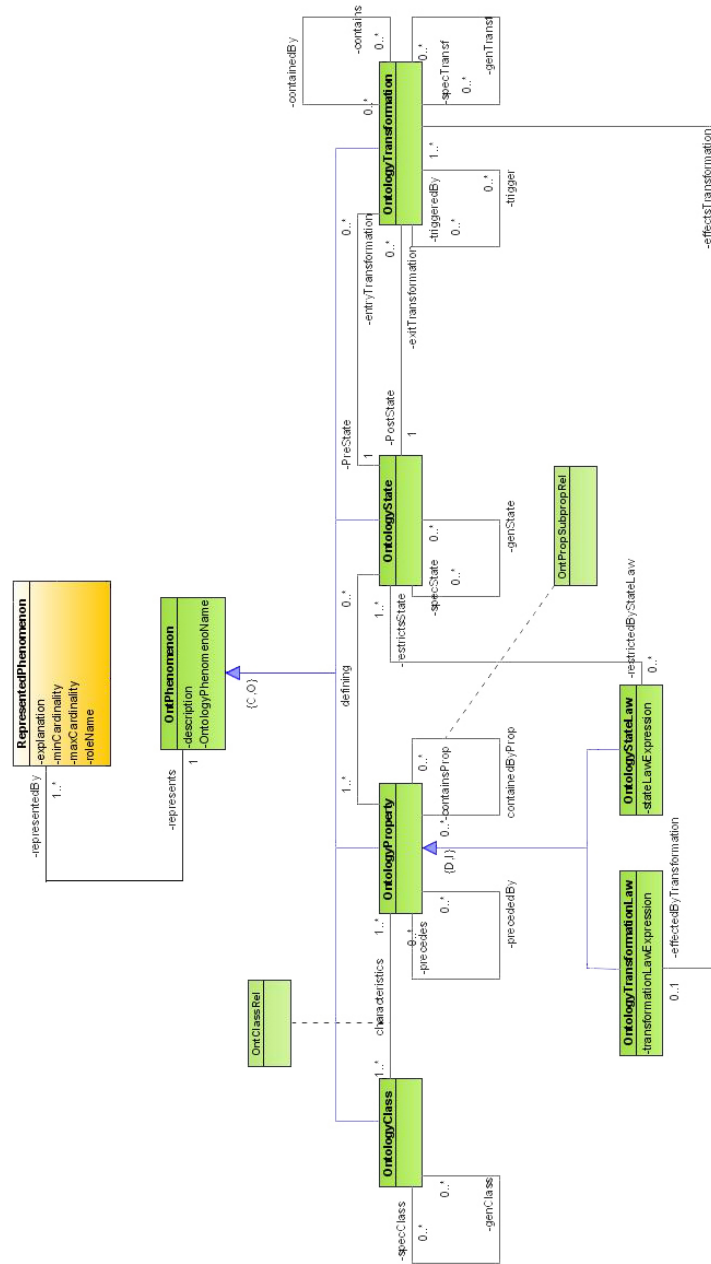 RepresentedPhenomenon
-explanation
-minCardinality
-maxCardinality
-roleName
-representedBy
1..*
-represents
1
OntPhenomenon
-description
-OntologyPhenomenoName
{C,O}
OntClassRel
OntologyClass
-specClass
0..*
0..*
-genClass
1..*
characteristics
1..*
OntologyProperty
1..*
defining
0..*
0..*
-precedes
0..*
-precededBy
{D,I}
0..*
-containsProp
0..*
containedByProp
OntPropSubpropRel
OntologyState
-PreState
1
-PostState
1
1..*
-restrictsState
-specState
0..*
0..*
-genState
OntologyTransformation
0..*
-entryTransformation
0..*
-exitTransformation
-containedBy
0..*
-contains
0..*
-triggeredBy
0..*
0..*
-trigger
1..*
0..*
-specTransf
0..*
-genTransf
-effectsTransformation
OntologyTransformationLaw
-transformationLawExpression
0..1
-effectedByTransformation
OntologyStateLaw
-stateLawExpression
-restrictedByStateLaw
0..*